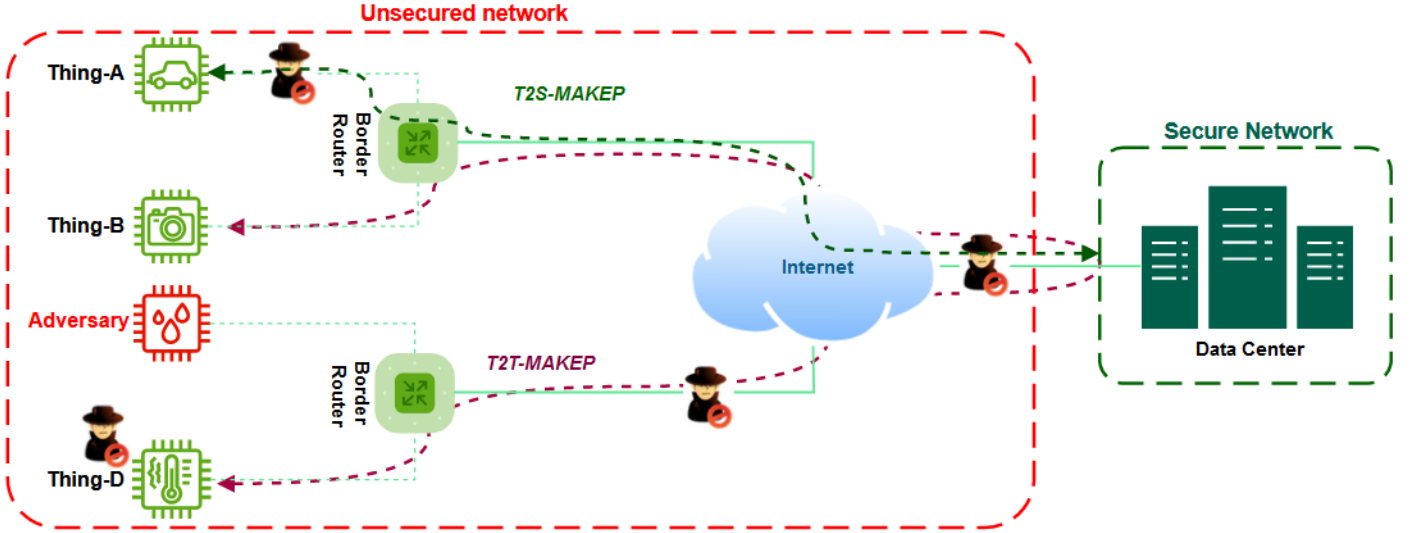 Unsecured network
Thing-A
Border
Router
T2S-MAKEP
Secure Network
Thing-B
Internet
Adversary
Data Center
Border
Router
T2T-MAKEP
Thing-D